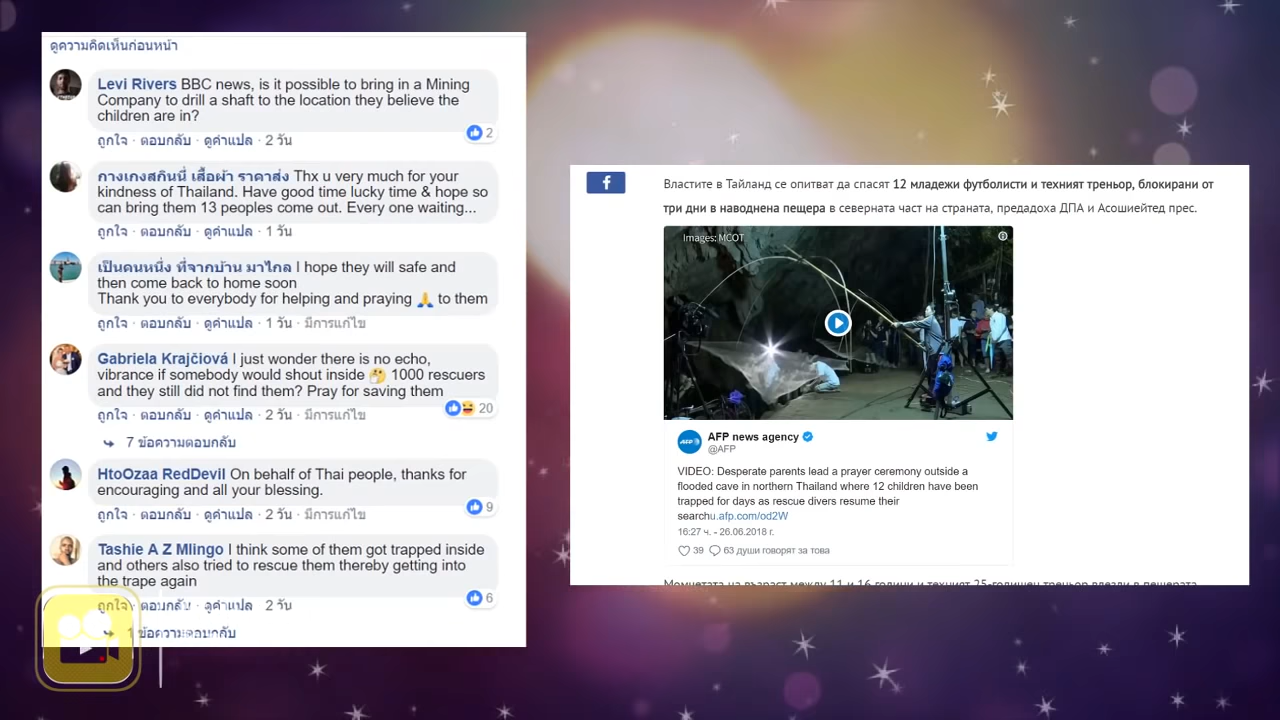 ดูความคิดเห็นก่อนหน้า
Levi Rivers BBC news, is it possible to bring in a Mining
Company to drill a shaft to the location they believe the
children are in?
ถูกใจ · ตอบกลับ · ดูคำแปล · 2 วัน
2
กางเกงสกินนี่ เสื้อผ้า ราคาส่ง Thx u very much for your
kindness of Thailand. Have good time lucky time & hope so
can bring them 13 peoples come out. Every one waiting...
ถูกใจ · ตอบกลับ · ดูคำแปล · 1 วัน
เป็นคนหนึ่ง ที่จากบ้าน มาไกล I hope they will safe and
then come back to home soon
Thank you to everybody for helping and praying 🙏 to them
ถูกใจ · ตอบกลับ · ดูคำแปล · 1 วัน · มีการแก้ไข
Gabriela Krajčiová I just wonder there is no echo,
vibrance if somebody would shout inside 🤔 1000 rescuers
and they still did not find them? Pray for saving them
ถูกใจ · ตอบกลับ · ดูคำแปล · 2 วัน · มีการแก้ไข
20
7 ข้อความตอบกลับ
HtoOzaa RedDevil On behalf of Thai people, thanks for
encouraging and all your blessing.
ถูกใจ · ตอบกลับ · ดูคำแปล · 2 วัน · มีการแก้ไข
9
Tashie A Z Mlingo I think some of them got trapped inside
and others also tried to rescue them thereby getting into
the trape again
ถูกใจ · ตอบกลับ · ดูคำแปล · 2 วัน
6
1 ข้อความตอบกลับ
Властите в Тайланд се опитват да спасят 12 младежи футболисти и техният треньор, блокирани от
три дни в наводнена пещера в северната част на страната, предадоха ДПА и Асошиейтед прес.
Images: MCOT
AFP news agency
@AFP
VIDEO: Desperate parents lead a prayer ceremony outside a
flooded cave in northern Thailand where 12 children have been
trapped for days as rescue divers resume their
searchu.afp.com/od2W
16:27 ч. - 26.06.2018 г.
39 63 души говорят за това
Момчетата на възраст между 11 и 16 години и техният 25-годишен треньор влезли в пещерата